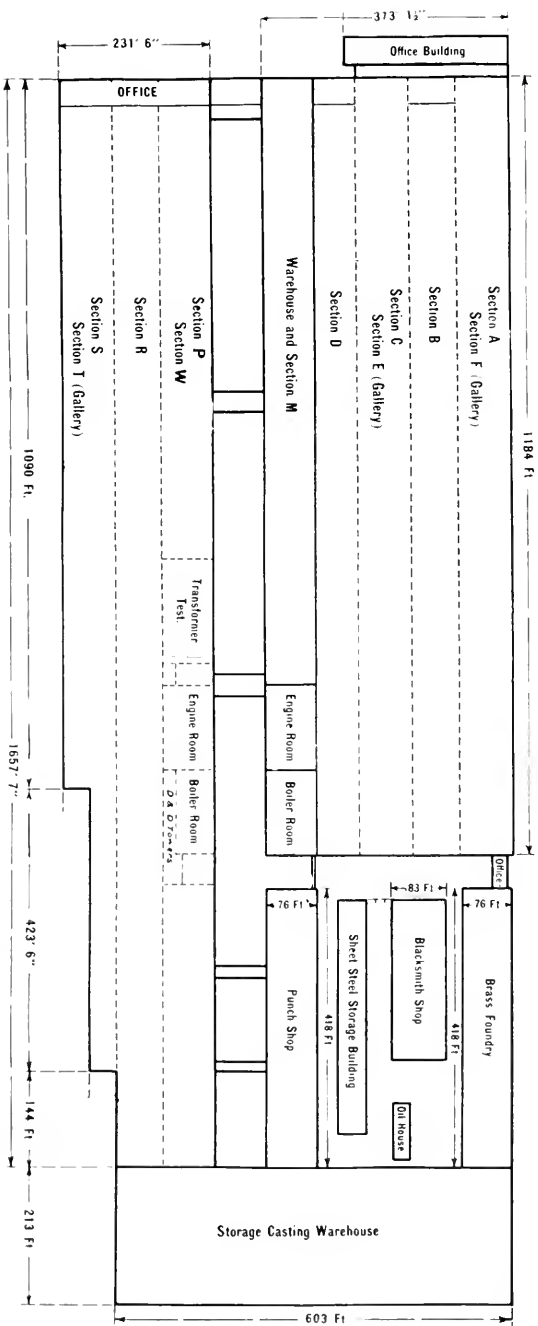 373' 1½"
231' 6"
Office Building
OFFICE
1184 Ft
Section A
Section F (Gallery)
Section B
Section C
Section E (Gallery)
Section D
Warehouse and Section M
Section P
Section W
Section R
Section S
Section T (Gallery)
1090 Ft.
1657' 7"
Transformer
Test.
Engine Room
Engine Room
Boiler Room
Boiler Room
D & D Toners
Office
76 Ft
83 Ft
76 Ft
423' 6"
Punch Shop
418 Ft
Sheet Steel Storage Building
Blacksmith Shop
418 Ft
Brass Foundry
Oil House
144 Ft
213 Ft
Storage Casting Warehouse
603 Ft